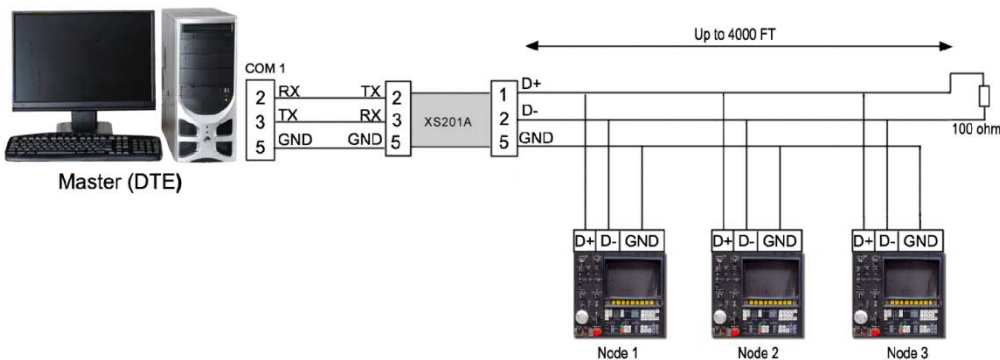 Up to 4000 FT
COM 1
2 RX TX 2
3 TX RX 3
5 GND GND 5
XS201A
1 D+
2 D-
5 GND
100 ohm
Master (DTE)
D+ D- GND
D+ D- GND
D+ D- GND
Node 1
Node 2
Node 3